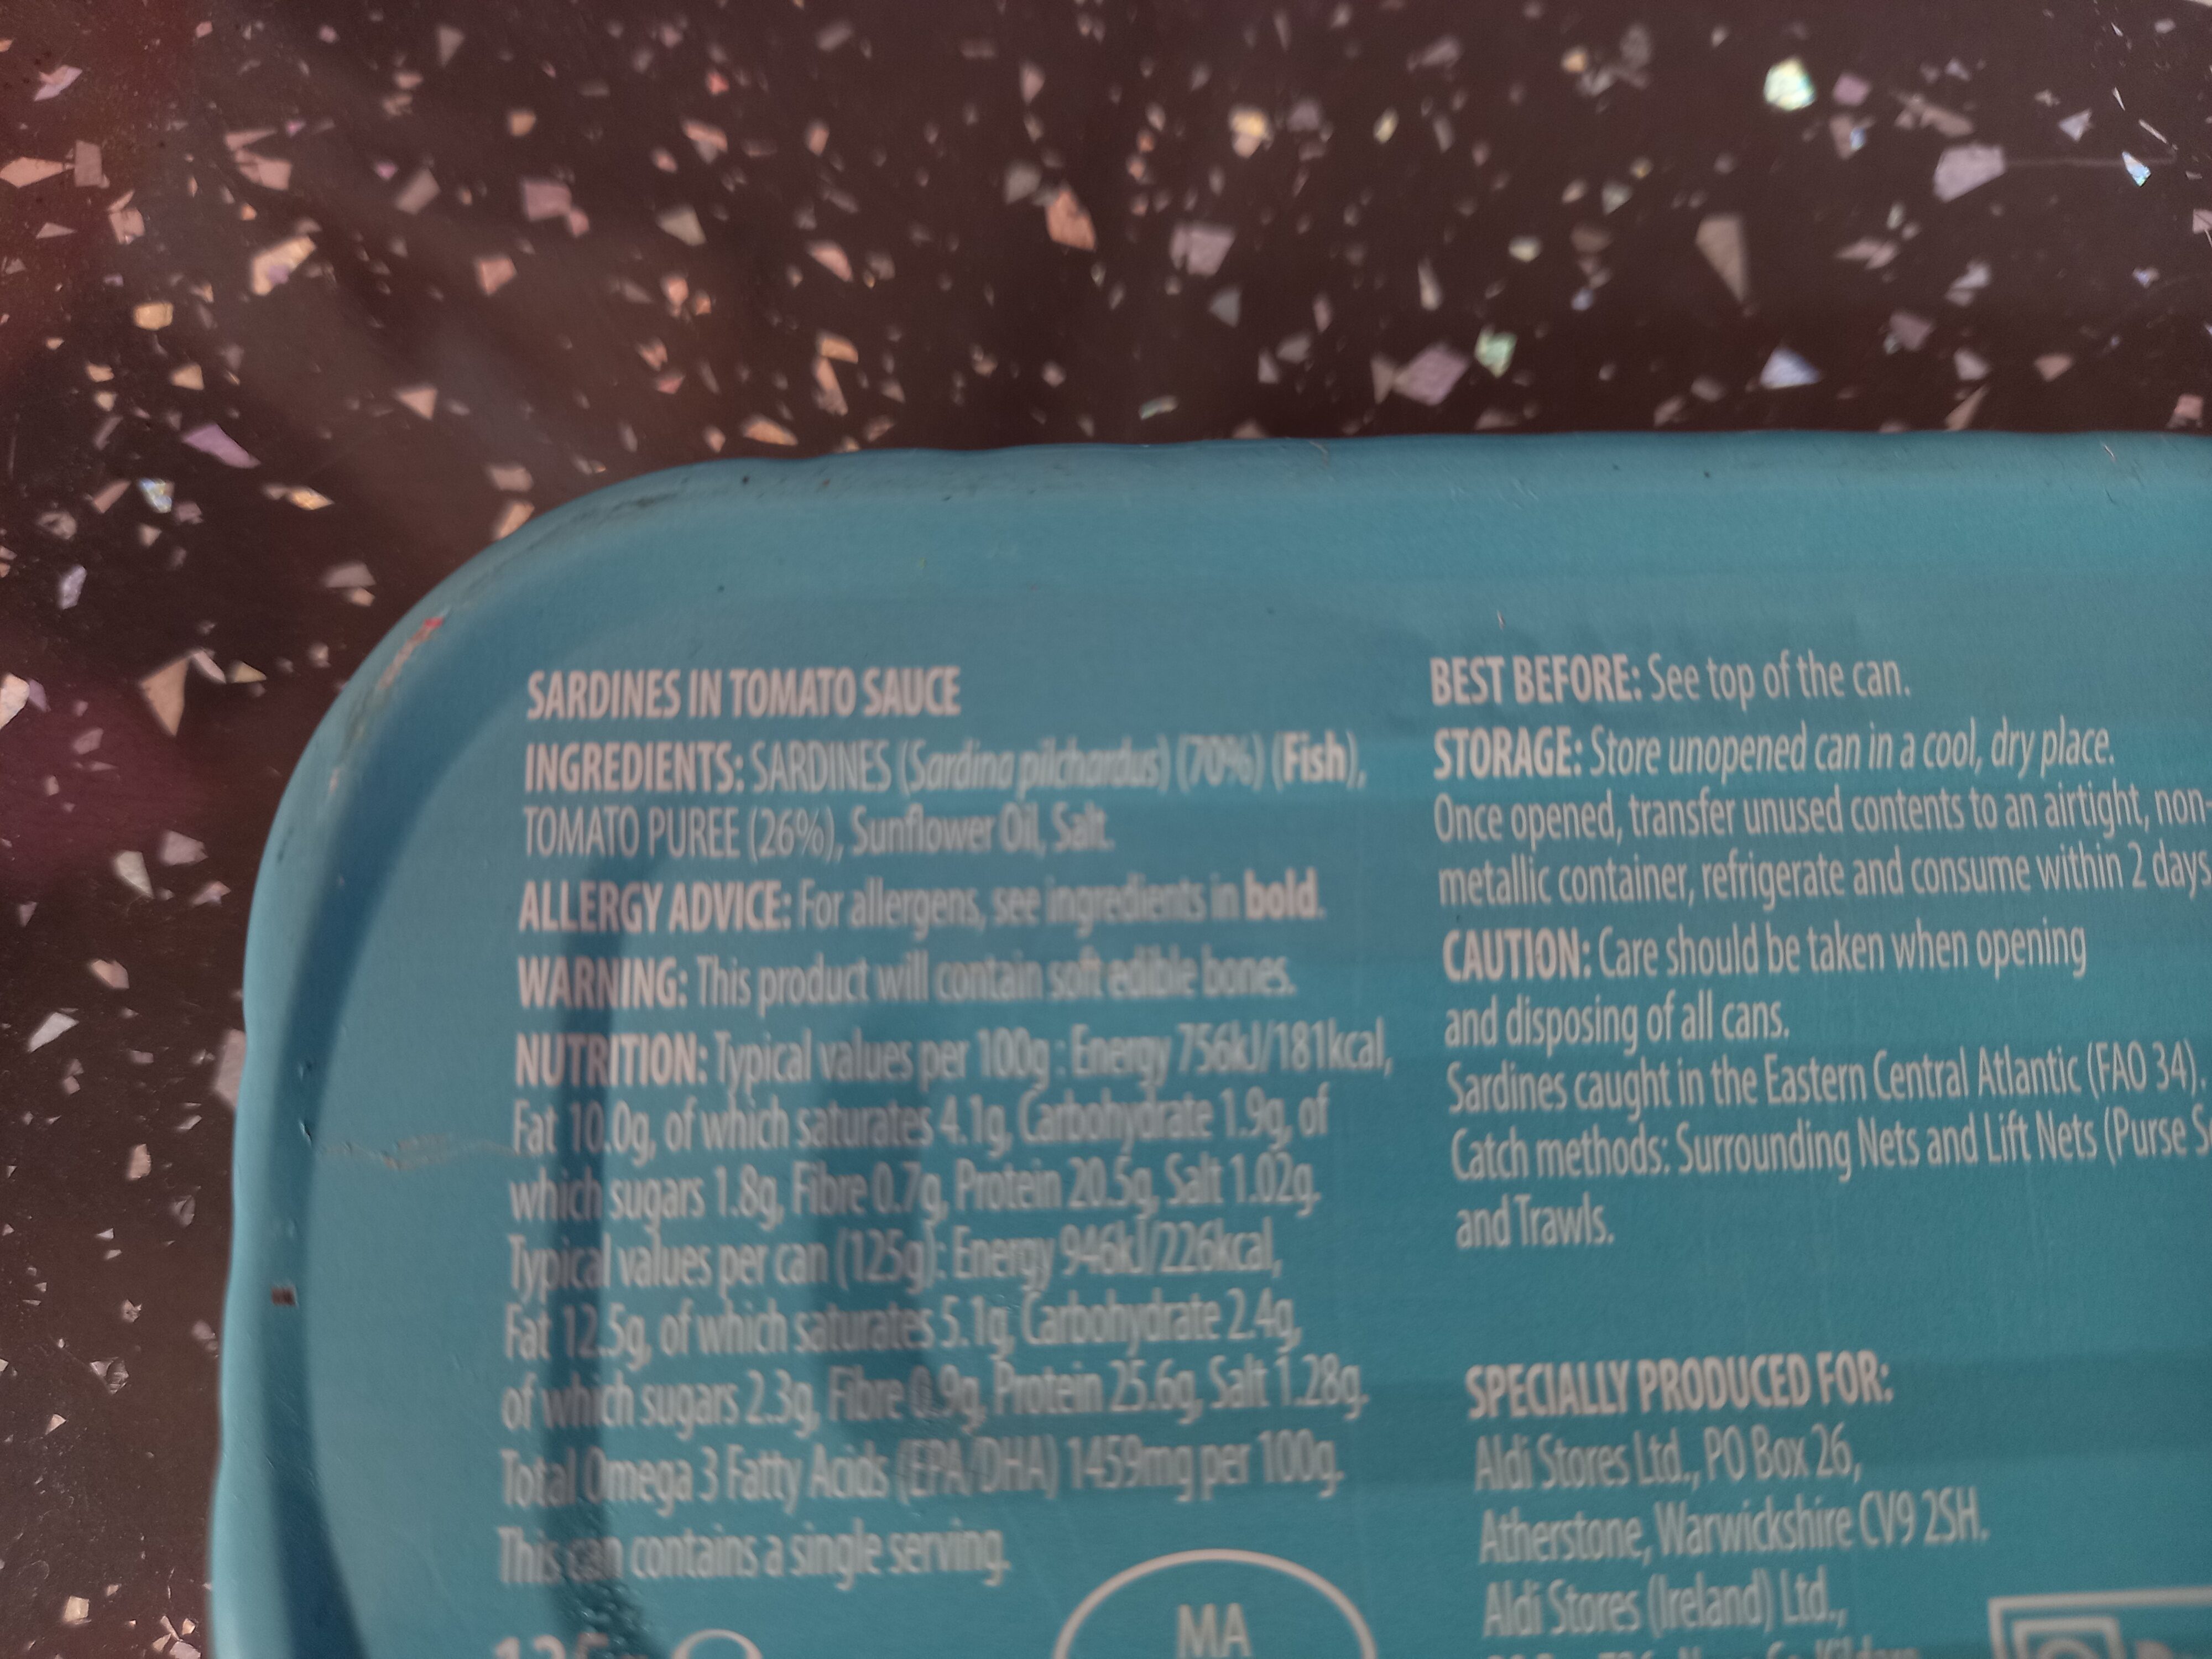 SARDINES IN TOMATO SAUCE
INGREDIENTS: SARDINES (Sardina pilchardus) (70%) (Fish),
TOMATO PUREE (26%), Sunflower Oil, Salt.
ALLERGY ADVICE: For allergens, see ingredients in bold.
WARNING: This product will contain soft edible bones.
NUTRITION: Typical values per 100g : Energy 756kJ/181kcal,
Fat 10.0g, of which saturates 4.1g, Carbohydrate 1.9g, of
which sugars 1.8g, Fibre 0.7g, Protein 20.5g, Salt 1.02g.
Typical values per can (125g): Energy 946kJ/226kcal,
Fat 12.5g, of which saturates 5.1g, Carbohydrate 2.4g,
of which sugars 2.3g, Fibre 0.9g, Protein 25.6g, Salt 1.28g.
Total Omega 3 Fatty Acids (EPA/DHA) 1459mg per 100g.
This can contains a single serving.
MA
BEST BEFORE: See top of the can.
STORAGE: Store unopened can in a cool, dry place.
Once opened, transfer unused contents to an airtight, non-
metallic container, refrigerate and consume within 2 days
CAUTION: Care should be taken when opening
and disposing of all cans.
Sardines caught in the Eastern Central Atlantic (FAO 34).
Catch methods: Surrounding Nets and Lift Nets (Purse S
and Trawls.
SPECIALLY PRODUCED FOR:
Aldi Stores Ltd., PO Box 26,
Atherstone, Warwickshire CV9 2SH.
Aldi Stores (Ireland) Ltd.,